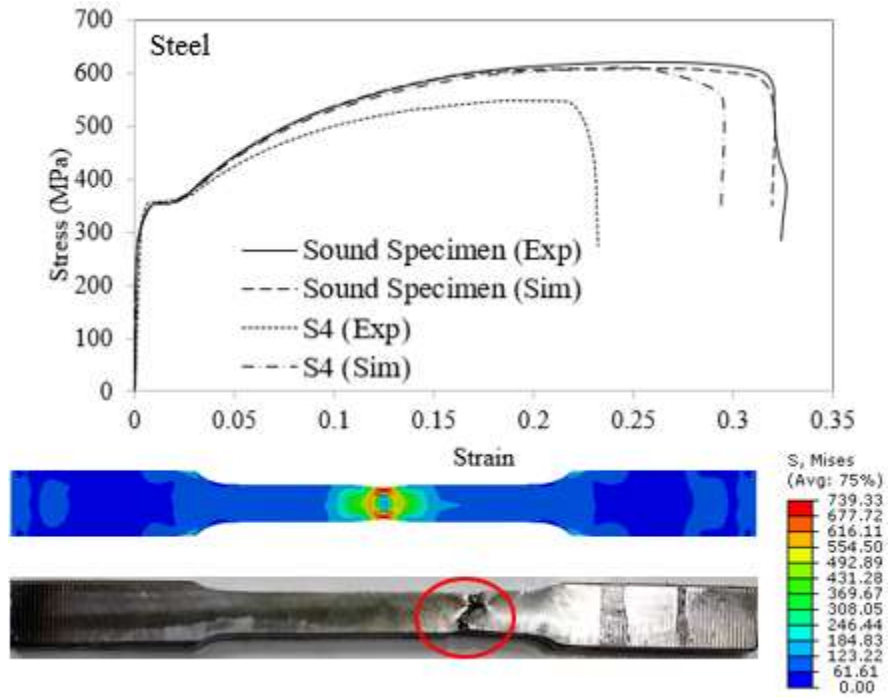 700
Steel
600
500
400
300
200
100
0
Stress (MPa)
Sound Specimen (Exp)
Sound Specimen (Sim)
S4 (Exp)
S4 (Sim)
0 0.05 0.1 0.15 0.2 0.25 0.3 0.35
Strain
S, Mises
(Avg: 75%)
739.33
677.72
616.11
554.50
492.89
431.28
369.67
308.05
246.44
184.83
123.22
61.61
0.00